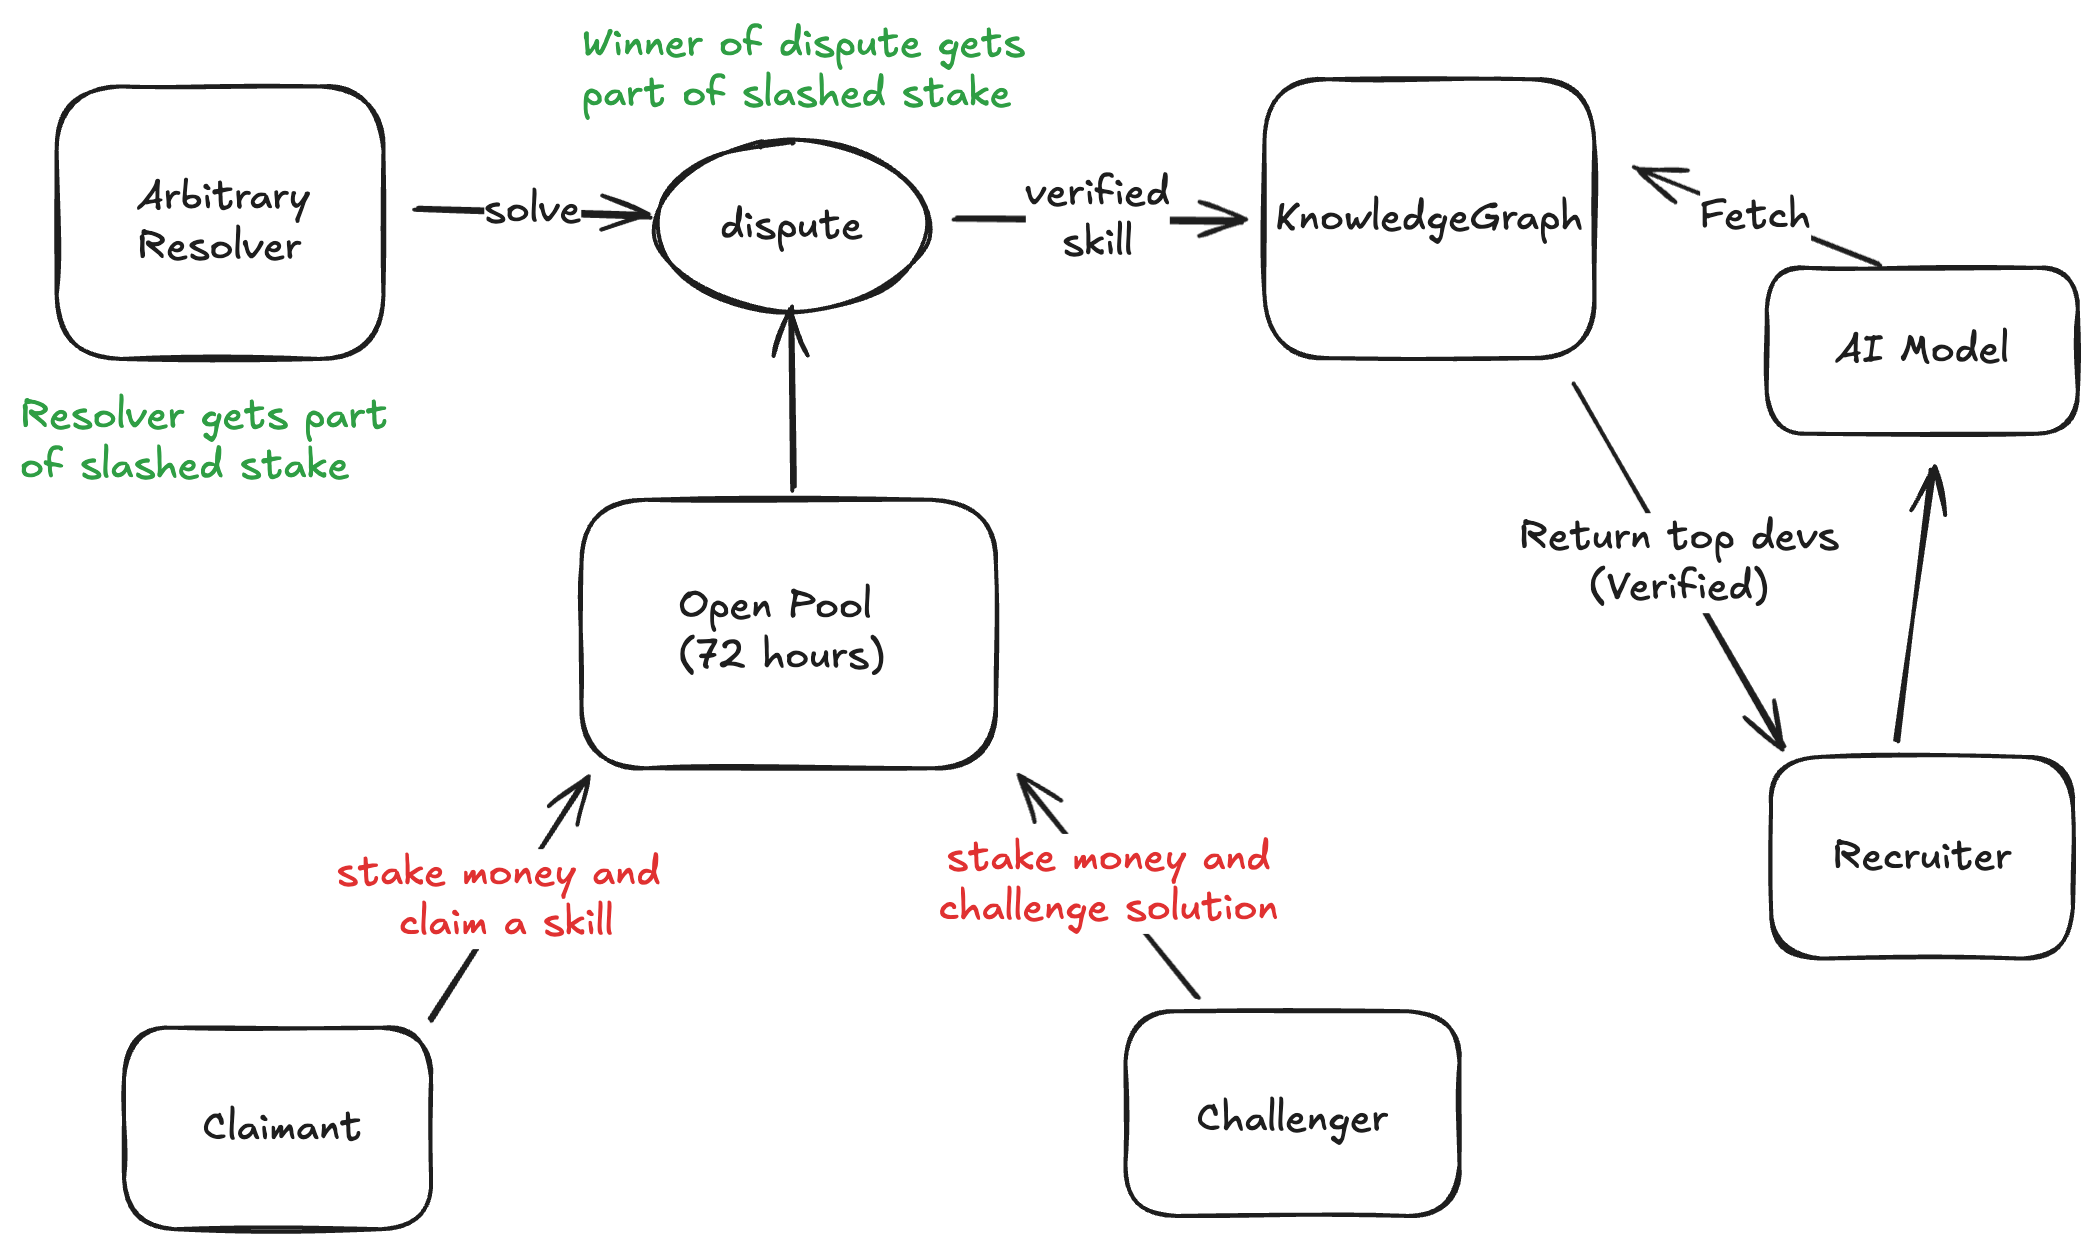 Winner of dispute gets
part of slashed stake
Arbitrary
Resolver
solve
dispute
verified
skill
KnowledgeGraph
Fetch
AI Model
Resolver gets part
of slashed stake
Open Pool
(72 hours)
Return top devs
(Verified)
stake money and
claim a skill
stake money and
challenge solution
Recruiter
Claimant
Challenger